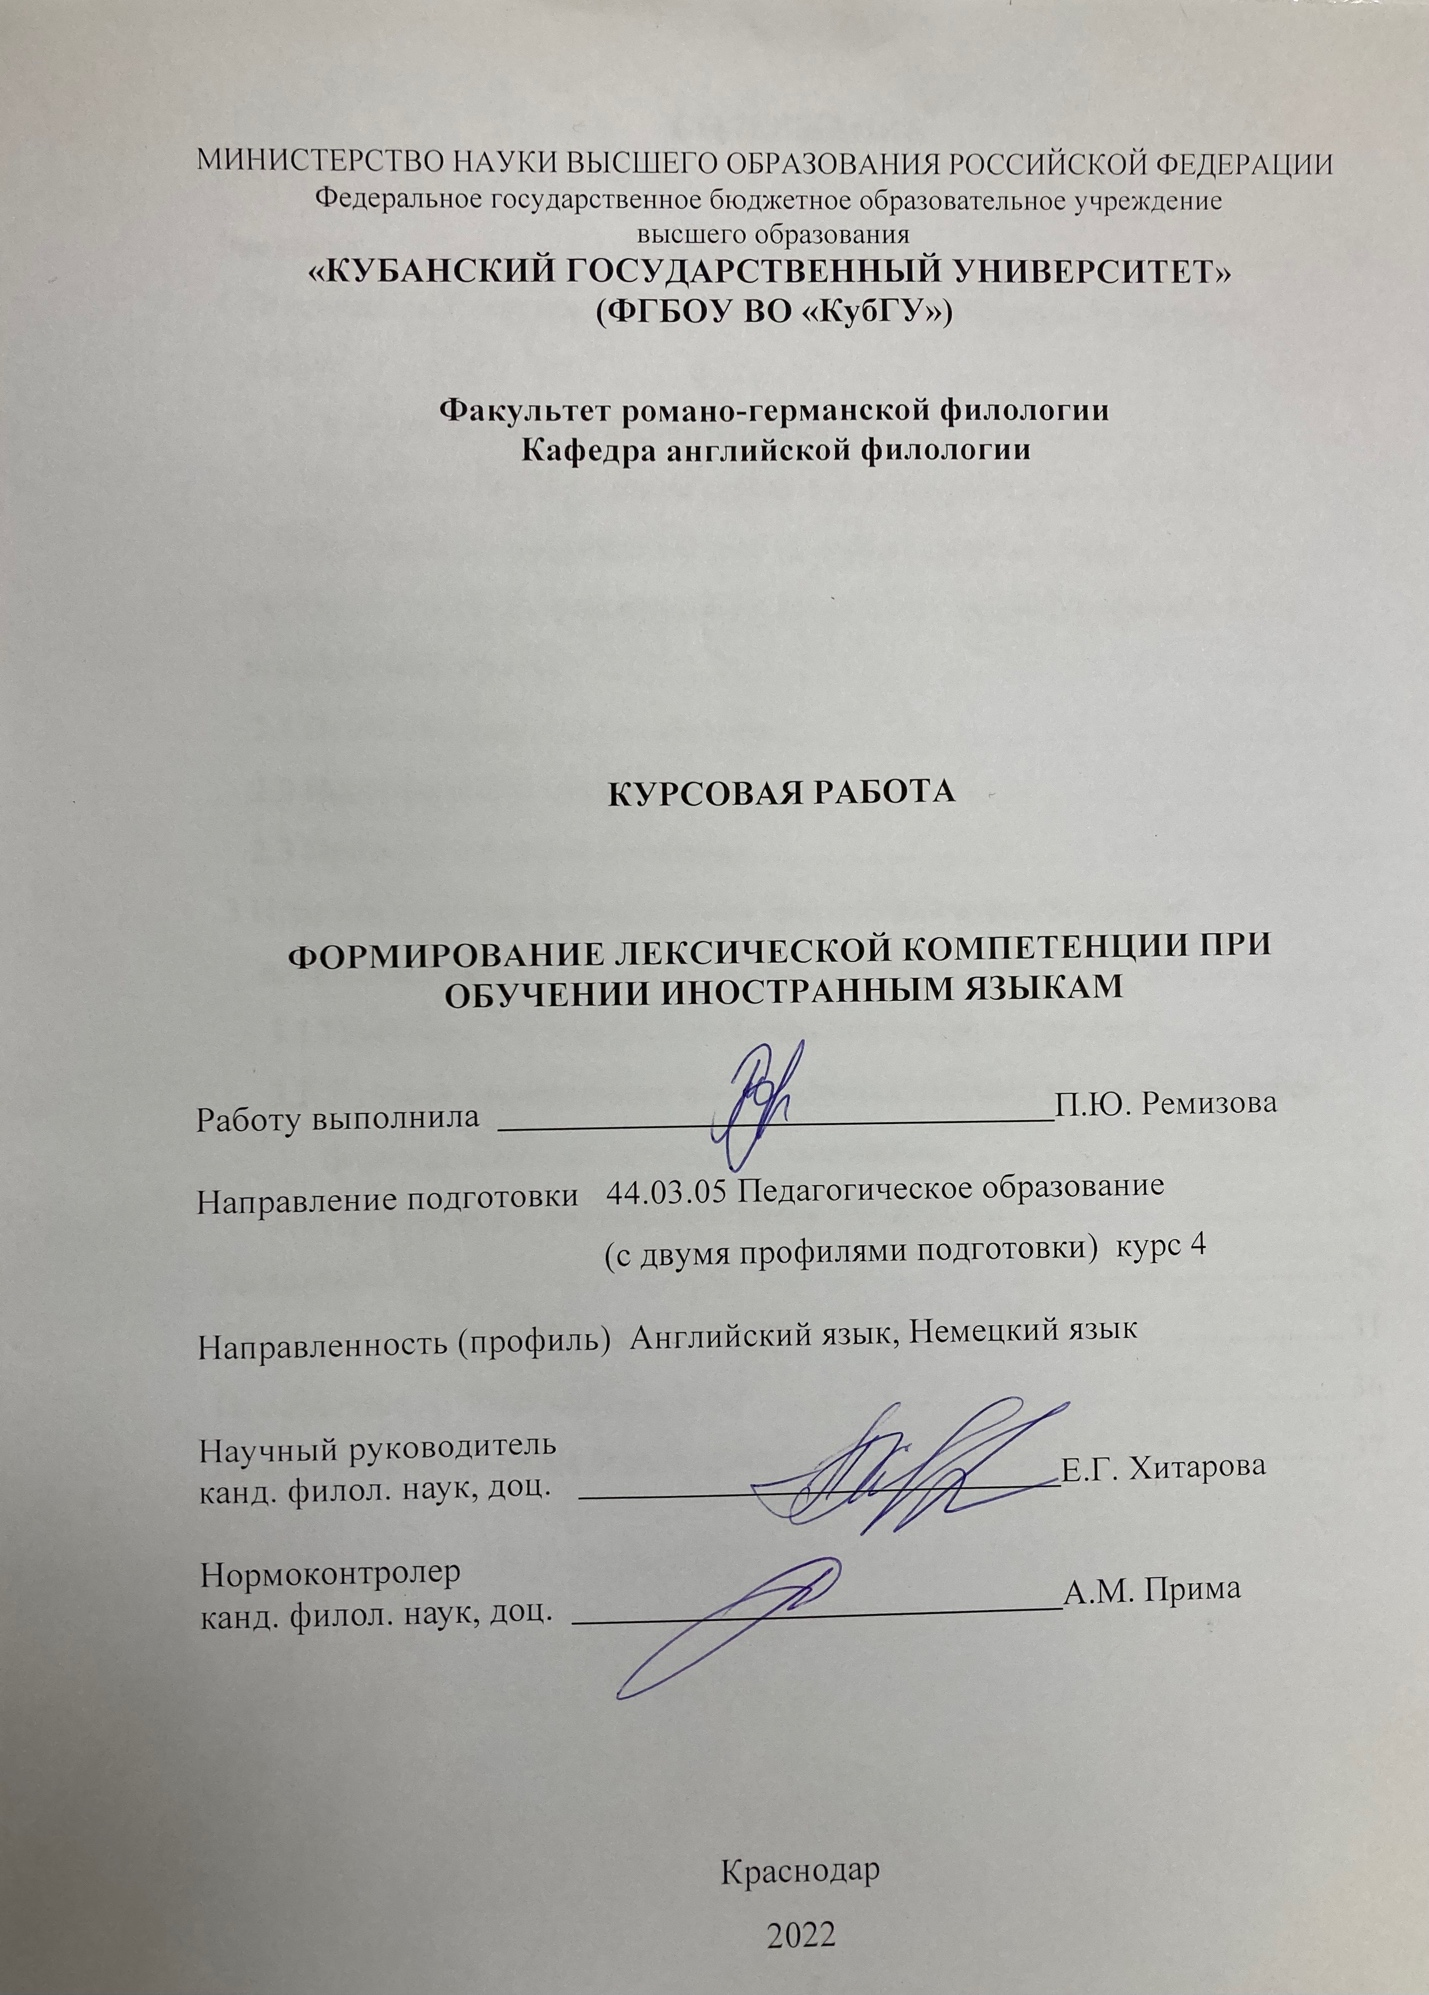 МИНИСТЕРСТВО НАУКИ ВЫСШЕГО ОБРАЗОВАНИЯ РОССИЙСКОЙ ФЕДЕРАЦИИ
Федеральное государственное бюджетное образовательное учреждение
высшего образования
«КУБАНСКИЙ ГОСУДАРСТВЕННЫЙ УНИВЕРСИТЕТ»
(ФГБОУ ВО «КубГУ»)
Факультет романо-германской филологии
Кафедра английской филологии
КУРСОВАЯ РАБОТА
ФОРМИРОВАНИЕ ЛЕКСИЧЕСКОЙ КОМПЕТЕНЦИИ ПРИ
ОБУЧЕНИИ ИНОСТРАННЫМ ЯЗЫКАМ
Работу выполнила П.Ю. Ремизова
Направление подготовки 44.03.05 Педагогическое образование
(с двумя профилями подготовки) курс 4
Направленность (профиль) Английский язык, Немецкий язык
Научный руководитель
канд. филол. наук, доц. Е.Г. Хитарова
Нормоконтролер
канд. филол. наук, доц. А.М. Прима
Краснодар
2022